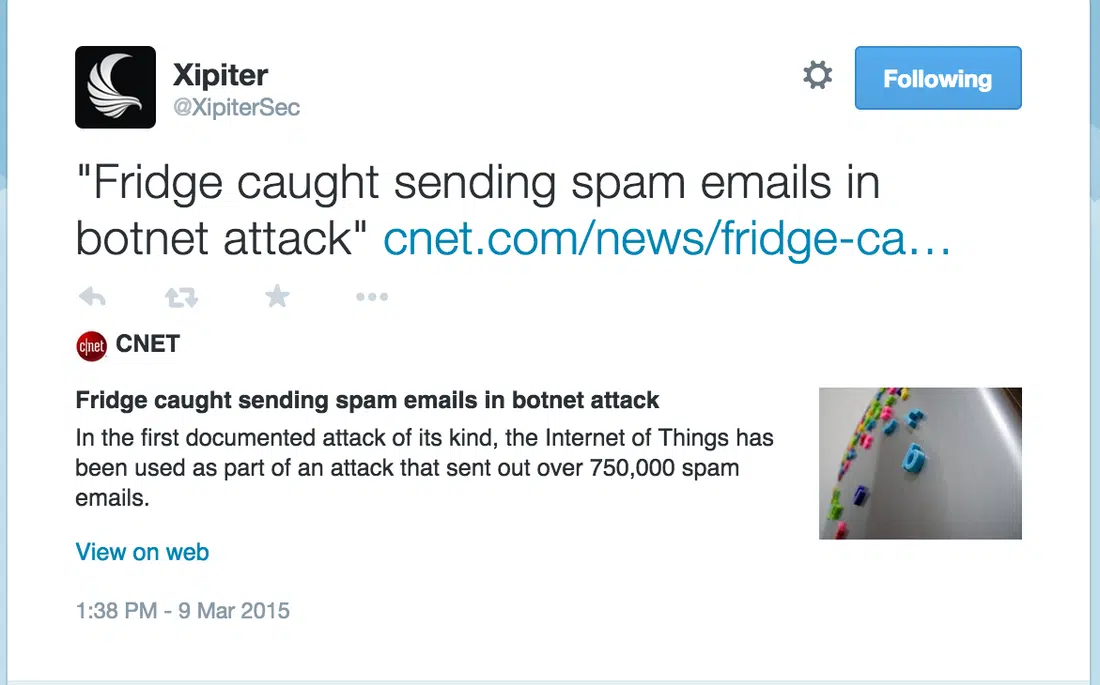 Xipiter
@XipiterSec
Following
"Fridge caught sending spam emails in
botnet attack" cnet.com/news/fridge-ca…
c|net
CNET
Fridge caught sending spam emails in botnet attack
In the first documented attack of its kind, the Internet of Things has
been used as part of an attack that sent out over 750,000 spam
emails.
View on web
1:38 PM - 9 Mar 2015